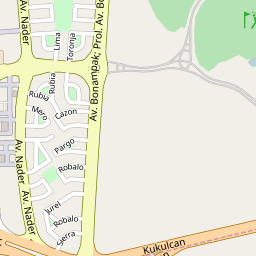 Av. Nader
Lima
Toronja
Av. Bonampak; Prol. Av. Bo
Rubia
Rubia
Mero
Cazon
Av. Nader
Pargo
Robalo
Av. Nader
Jurel
Robalo
Sierra
Kukulcan